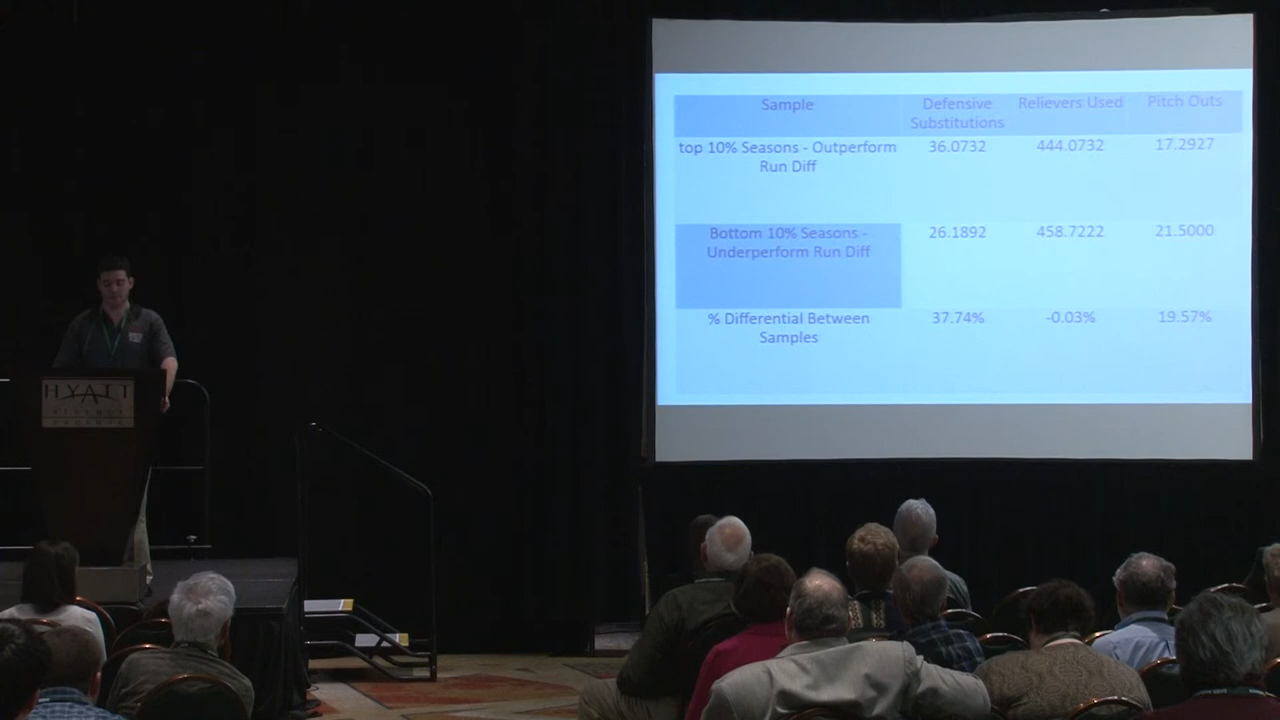 Sample Defensive Substitutions Relievers Used Pitch Outs
top 10% Seasons - Outperform Run Diff 36.0732 444.0732 17.2927
Bottom 10% Seasons - Underperform Run Diff 26.1892 458.7222 21.5000
% Differential Between Samples 37.74% -0.03% 19.57%
HYATT